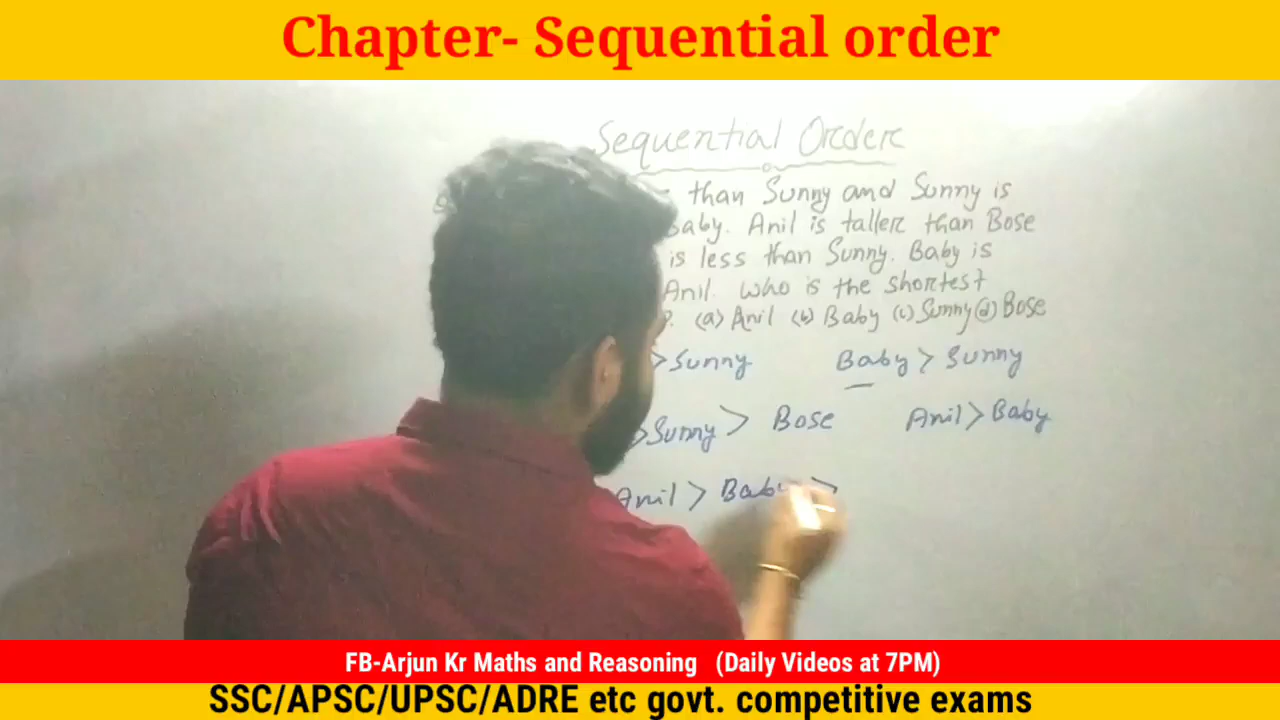 Chapter- Sequential order
Sequential Order
than Sunny and Sunny is
Baby. Anil is taller than Bose
is less than Sunny. Baby is
Anil. who is the shortest
? (a) Anil (b) Baby (c) Sunny (d) Bose
>Sunny Baby > Sunny
>Sunny > Bose Anil > Baby
Anil > Baby >
FB-Arjun Kr Maths and Reasoning (Daily Videos at 7PM)
SSC/APSC/UPSC/ADRE etc govt. competitive exams